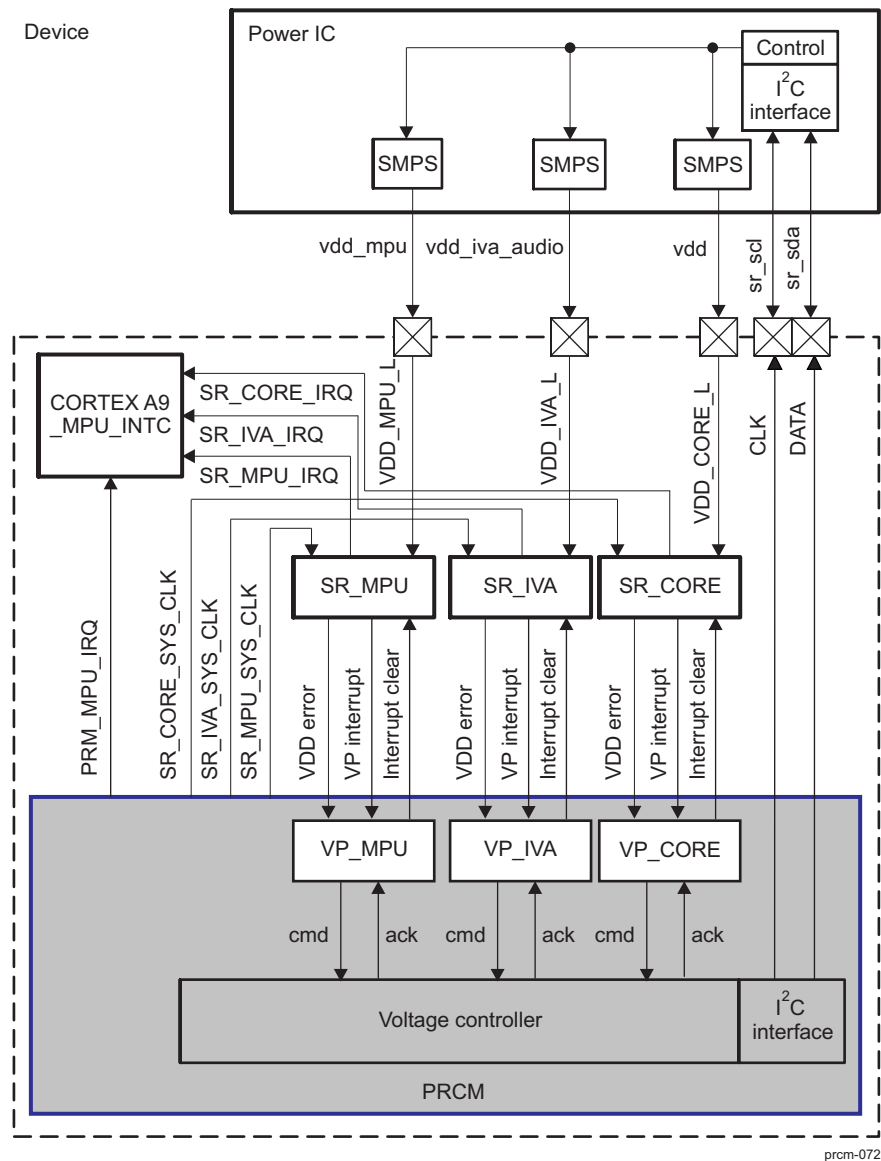 Device
Power IC
Control
I2C
interface
SMPS
SMPS
SMPS
vdd_mpu
vdd_iva_audio
vdd
sr_scl
sr_sda
CORTEX A9
_MPU_INTC
SR_CORE_IRQ
SR_IVA_IRQ
SR_MPU_IRQ
VDD_MPU_L
VDD_IVA_L
VDD_CORE_L
CLK
DATA
SR_MPU
SR_IVA
SR_CORE
PRM_MPU_IRQ
SR_CORE_SYS_CLK
SR_IVA_SYS_CLK
SR_MPU_SYS_CLK
VDD error
VP interrupt
Interrupt clear
VDD error
VP interrupt
Interrupt clear
VDD error
VP interrupt
Interrupt clear
VP_MPU
VP_IVA
VP_CORE
cmd
ack
cmd
ack
cmd
ack
Voltage controller
I2C
interface
PRCM
prcm-072